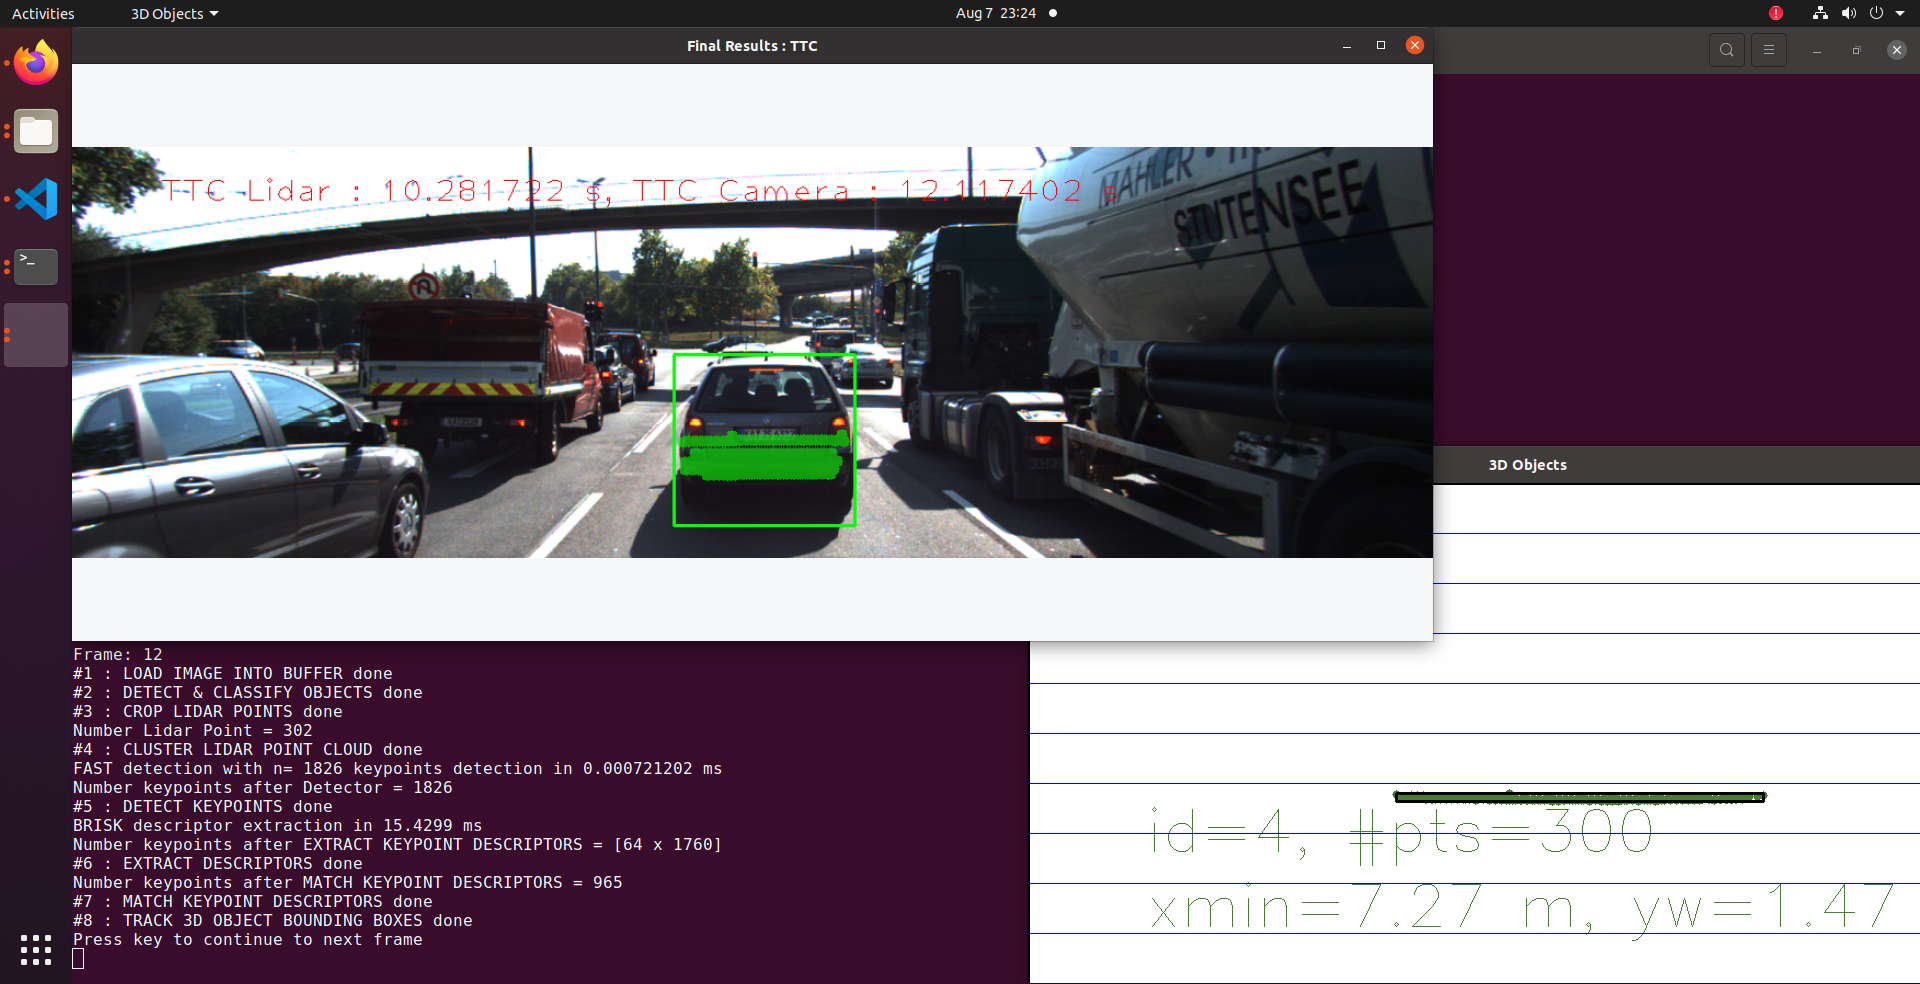 Activities
3D Objects
Aug 7 23:24
Final Results : TTC
TTC Lidar : 10.281722 s, TTC Camera : 12.117402 s
MAHLER
STUTENSEE
3D Objects
Frame: 12
#1 : LOAD IMAGE INTO BUFFER done
#2 : DETECT & CLASSIFY OBJECTS done
#3 : CROP LIDAR POINTS done
Number Lidar Point = 302
#4 : CLUSTER LIDAR POINT CLOUD done
FAST detection with n= 1826 keypoints detection in 0.000721202 ms
Number keypoints after Detector = 1826
#5 : DETECT KEYPOINTS done
BRISK descriptor extraction in 15.4299 ms
Number keypoints after EXTRACT KEYPOINT DESCRIPTORS = [64 x 1760]
#6 : EXTRACT DESCRIPTORS done
Number keypoints after MATCH KEYPOINT DESCRIPTORS = 965
#7 : MATCH KEYPOINT DESCRIPTORS done
#8 : TRACK 3D OBJECT BOUNDING BOXES done
Press key to continue to next frame
id=4, #pts=300
xmin=7.27 m, yw=1.47